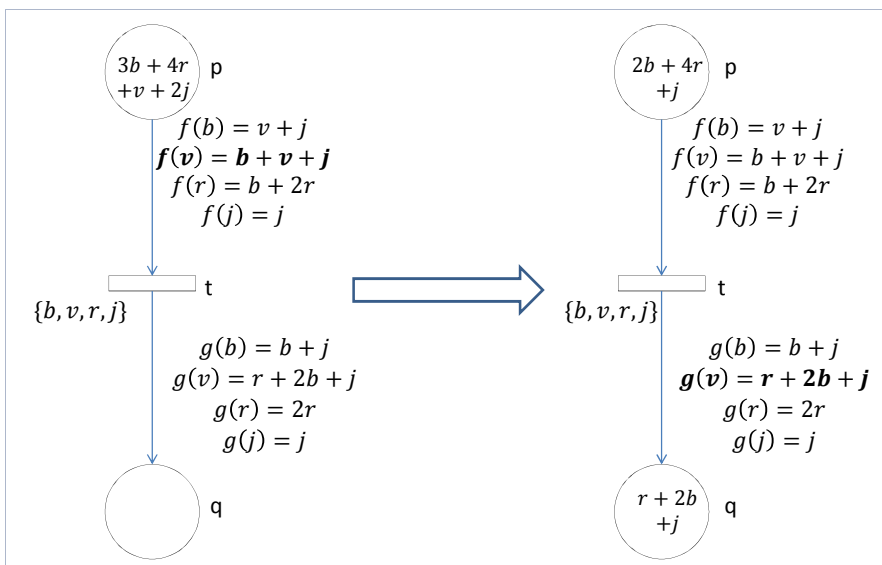 3b + 4r
+v + 2j
p
f(b) = v + j
f(v) = b + v + j
f(r) = b + 2r
f(j) = j
t
{b, v, r, j}
g(b) = b + j
g(v) = r + 2b + j
g(r) = 2r
g(j) = j
q
2b + 4r
+j
p
f(b) = v + j
f(v) = b + v + j
f(r) = b + 2r
f(j) = j
t
{b, v, r, j}
g(b) = b + j
g(v) = r + 2b + j
g(r) = 2r
g(j) = j
r + 2b
+j
q